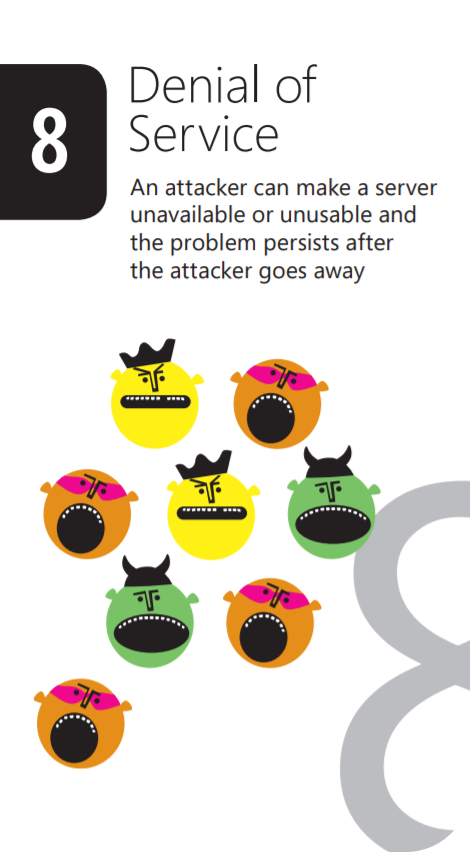 8
Denial of
Service
An attacker can make a server
unavailable or unusable and
the problem persists after
the attacker goes away
8